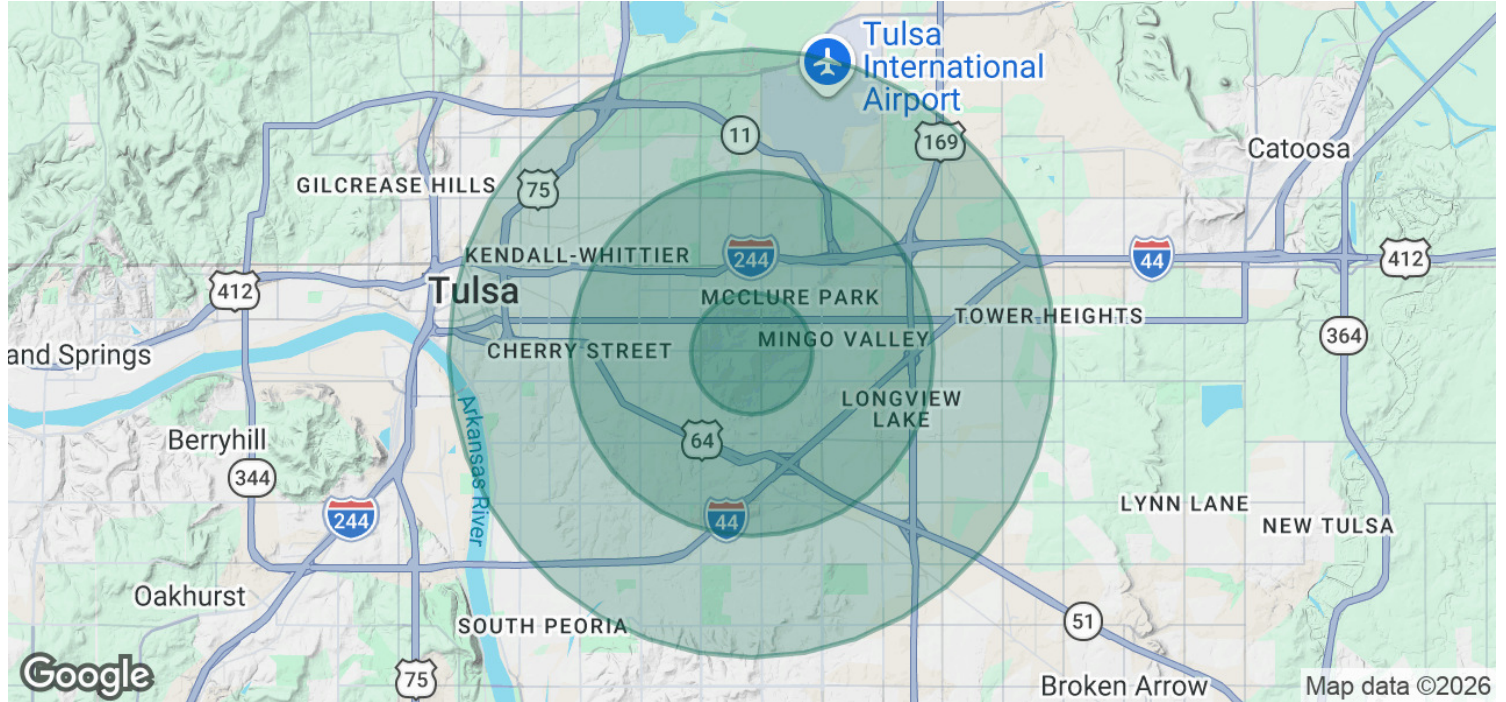 Tulsa
International
Airport
11
169
Catoosa
GILCREASE HILLS
75
KENDALL-WHITTIER
244
44
412
412
Tulsa
MCCLURE PARK
TOWER HEIGHTS
364
MINGO VALLEY
and Springs
CHERRY STREET
LONGVIEW
LAKE
Arkansas River
Berryhill
64
344
LYNN LANE
244
44
NEW TULSA
Oakhurst
SOUTH PEORIA
51
Google
75
Broken Arrow
Map data ©2026